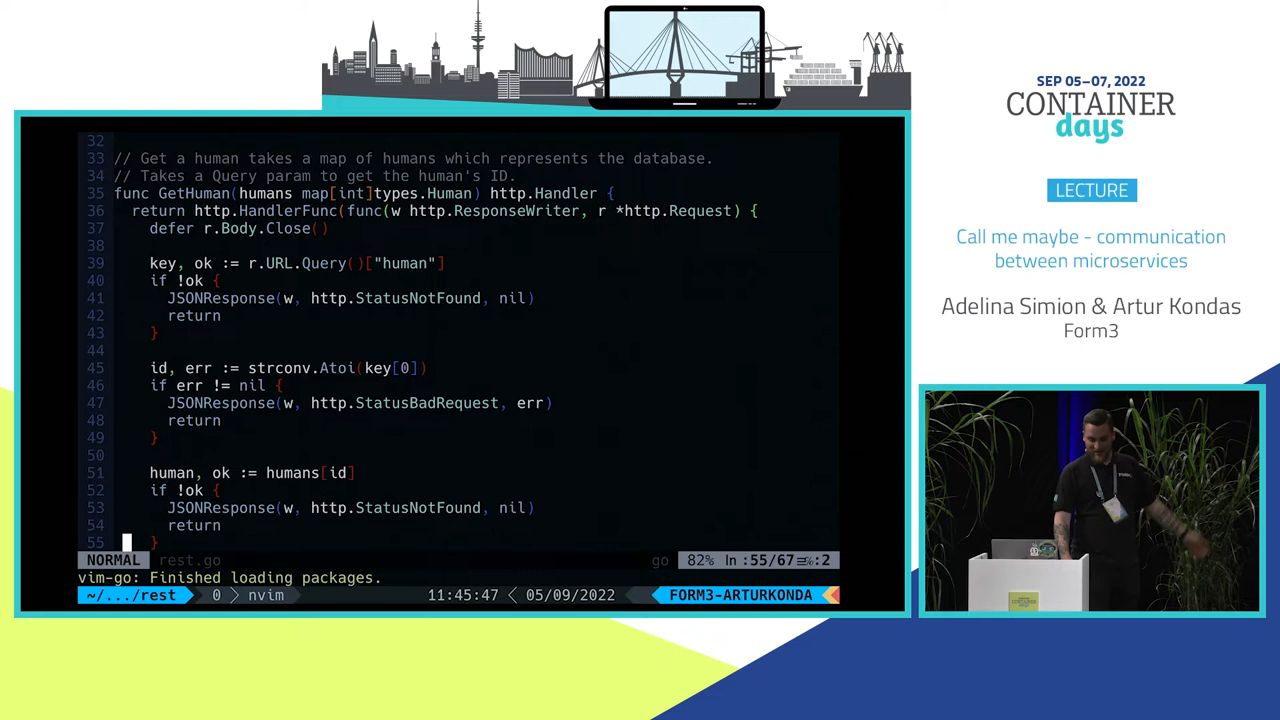 SEP 05–07, 2022
CONTAINER
days
LECTURE
Call me maybe - communication
between microservices
Adelina Simion & Artur Kondas
Form3
32
33 // Get a human takes a map of humans which represents the database.
34 // Takes a Query param to get the human's ID.
35 func GetHuman(humans map[int]types.Human) http.Handler {
36 return http.HandlerFunc(func(w http.ResponseWriter, r *http.Request) {
37 defer r.Body.Close()
38
39 key, ok := r.URL.Query()["human"]
40 if !ok {
41 JSONResponse(w, http.StatusNotFound, nil)
42 return
43 }
44
45 id, err := strconv.Atoi(key[0])
46 if err != nil {
47 JSONResponse(w, http.StatusBadRequest, err)
48 return
49 }
50
51 human, ok := humans[id]
52 if !ok {
53 JSONResponse(w, http.StatusNotFound, nil)
54 return
55 }
NORMAL rest.go go 82% ln :55/67 :2
vim-go: Finished loading packages.
~/.../rest 0 nvim 11:45:47 05/09/2022 FORM3-ARTURKONDA